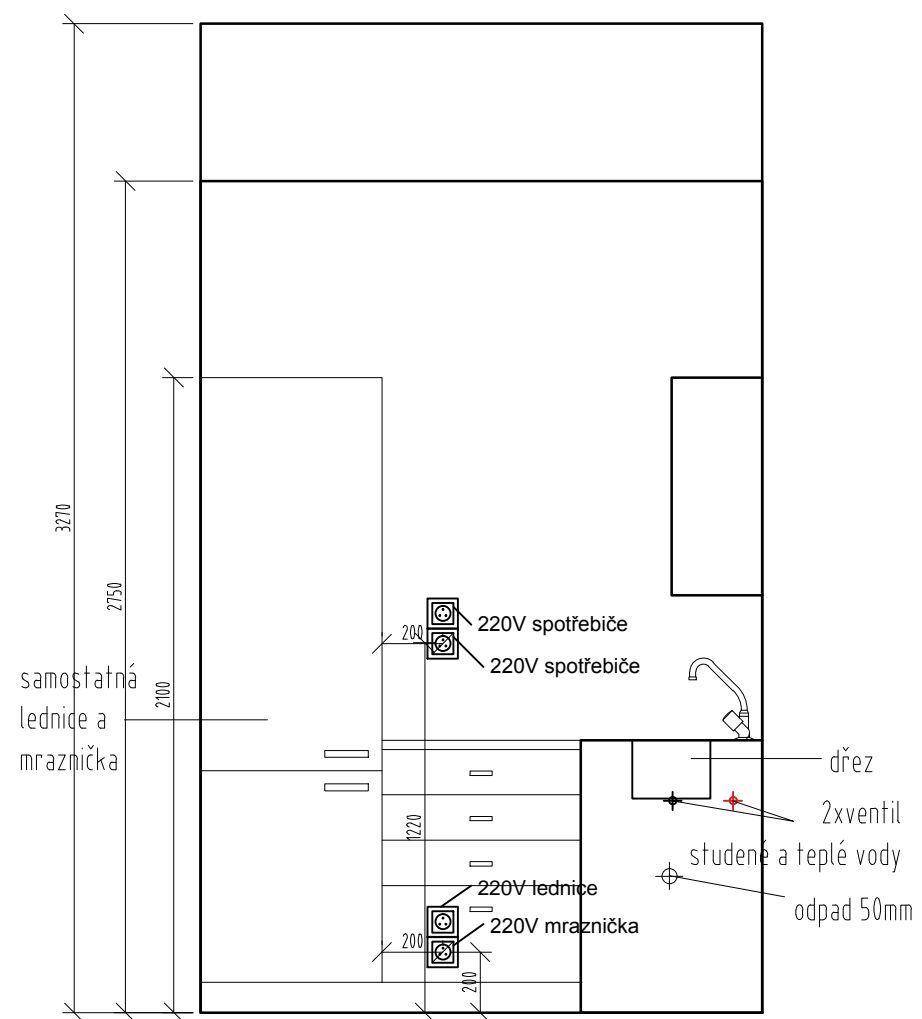 3270
2750
2100
samostatná
lednice a
mraznička
200
220V spotřebiče
220V spotřebiče
dřez
2xventil
studené a teplé vody
odpad 50mm
1220
220V lednice
220V mraznička
200
200